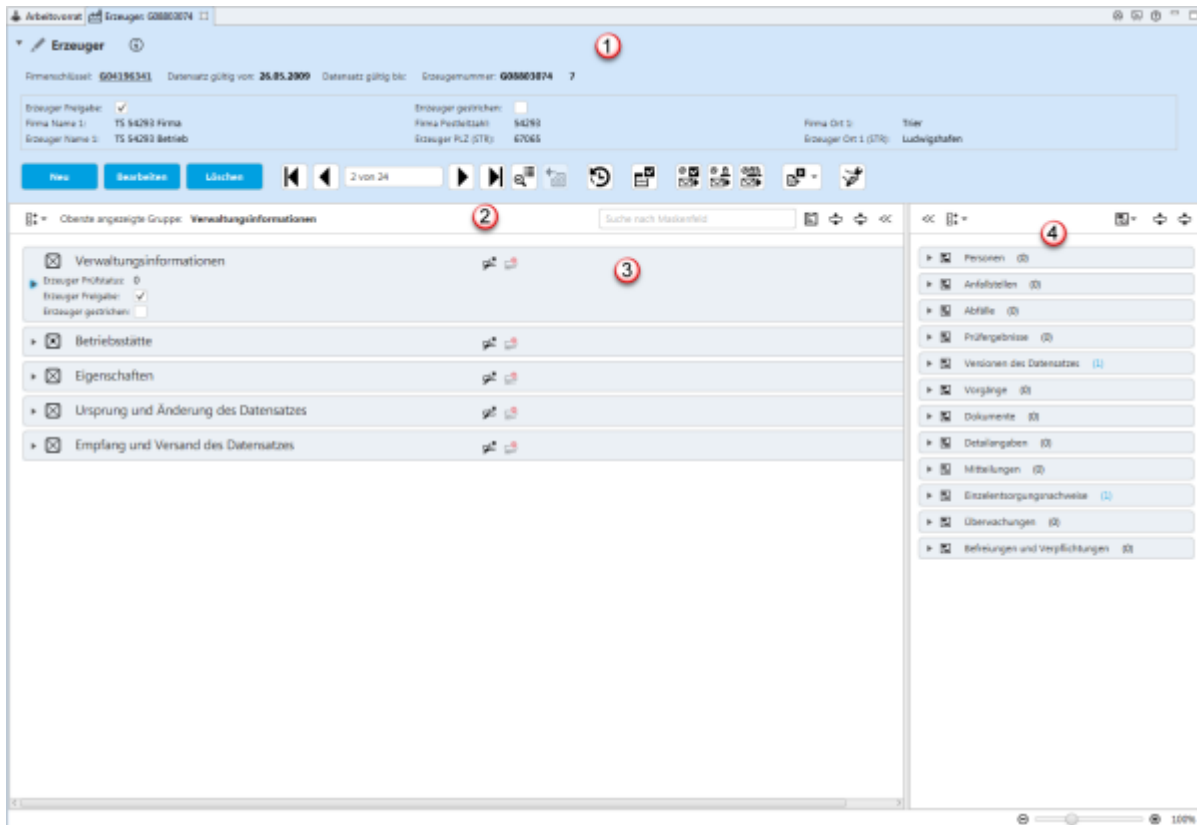 Arbeitsvorrat Erzeuger: G08803074
Erzeuger
1
Firmenschlüssel: G04196341 Datensatz gültig von: 26.05.2009 Datensatz gültig bis: Erzeugernummer: G08803074 7
Erzeuger Freigabe: Erzeuger gestrichen:
Firma Name 1: TS 54293 Firma Firma Postleitzahl: 54293 Firma Ort 1: Trier
Erzeuger Name 1: TS 54293 Betrieb Erzeuger PLZ (STR): 67065 Erzeuger Ort 1 (STR): Ludwigshafen
Neu Bearbeiten Löschen 2 von 24
Oberste angezeigte Gruppe: Verwaltungsinformationen 2 Suche nach Maskenfeld
4
Verwaltungsinformationen
3
Erzeuger Prüfstatus: 0
Erzeuger Freigabe:
Erzeuger gestrichen:
Betriebsstätte
Eigenschaften
Ursprung und Änderung des Datensatzes
Empfang und Versand des Datensatzes
Personen (0)
Anfallstellen (0)
Abfälle (0)
Prüfergebnisse (0)
Versionen des Datensatzes (1)
Vorgänge (0)
Dokumente (0)
Detailangaben (0)
Mitteilungen (0)
Einzelentsorgungsnachweise (1)
Überwachungen (0)
Befreiungen und Verpflichtungen (0)
100%